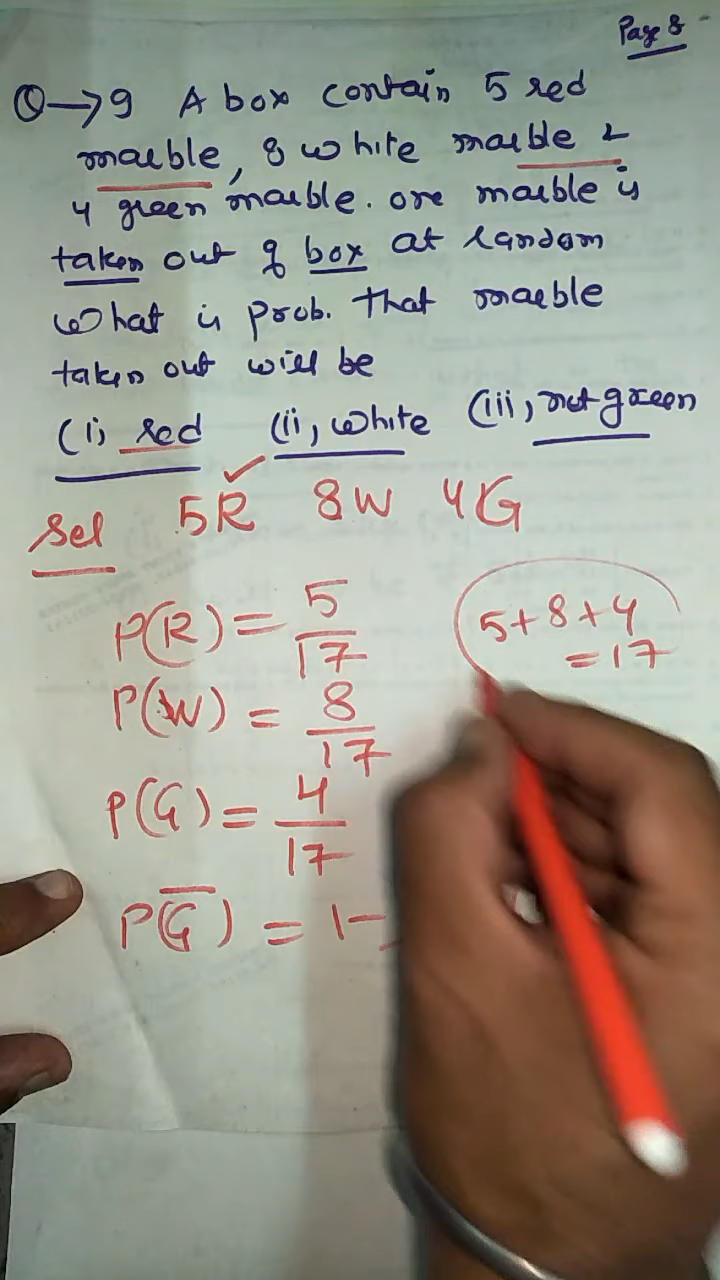 Page 8
Q→9 A box contain 5 red
marble, 8 white marble &
4 green marble. one marble is
taken out of box at random
What is prob. That marble
taken out will be
(i) red (ii) white (iii) not green
Sol 5R 8W 4G
P(R) = 5/17
5+8+4
=17
P(W) = 8/17
P(G) = 4/17
P(G̅) = 1-